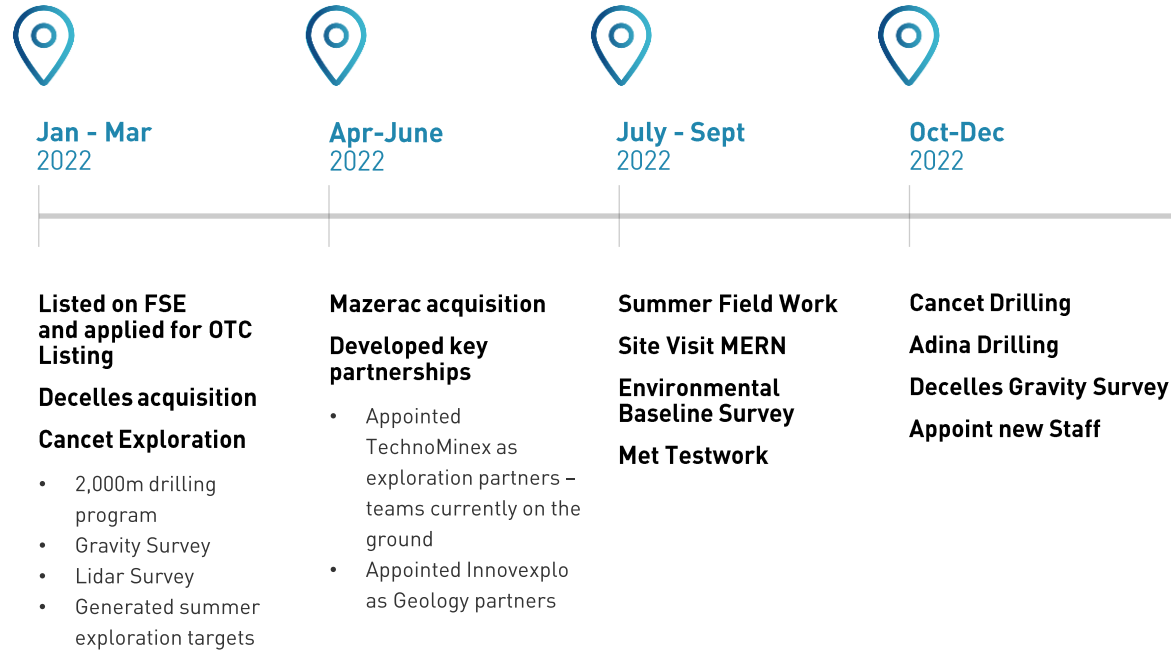 Jan - Mar
2022
Listed on FSE
and applied for OTC
Listing
Decelles acquisition
Cancet Exploration
• 2,000m drilling
program
• Gravity Survey
• Lidar Survey
• Generated summer
exploration targets
Apr-June
2022
Mazerac acquisition
Developed key
partnerships
• Appointed
TechnoMinex as
exploration partners –
teams currently on the
ground
• Appointed Innovexplo
as Geology partners
July - Sept
2022
Summer Field Work
Site Visit MERN
Environmental
Baseline Survey
Met Testwork
Oct-Dec
2022
Cancet Drilling
Adina Drilling
Decelles Gravity Survey
Appoint new Staff